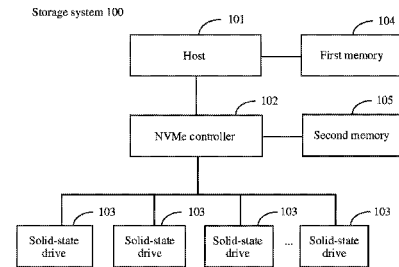 Storage system 100
101
104
Host
First memory
102
105
NVMe controller
Second memory
103
103
103
103
Solid-state drive
Solid-state drive
Solid-state drive
...
Solid-state drive